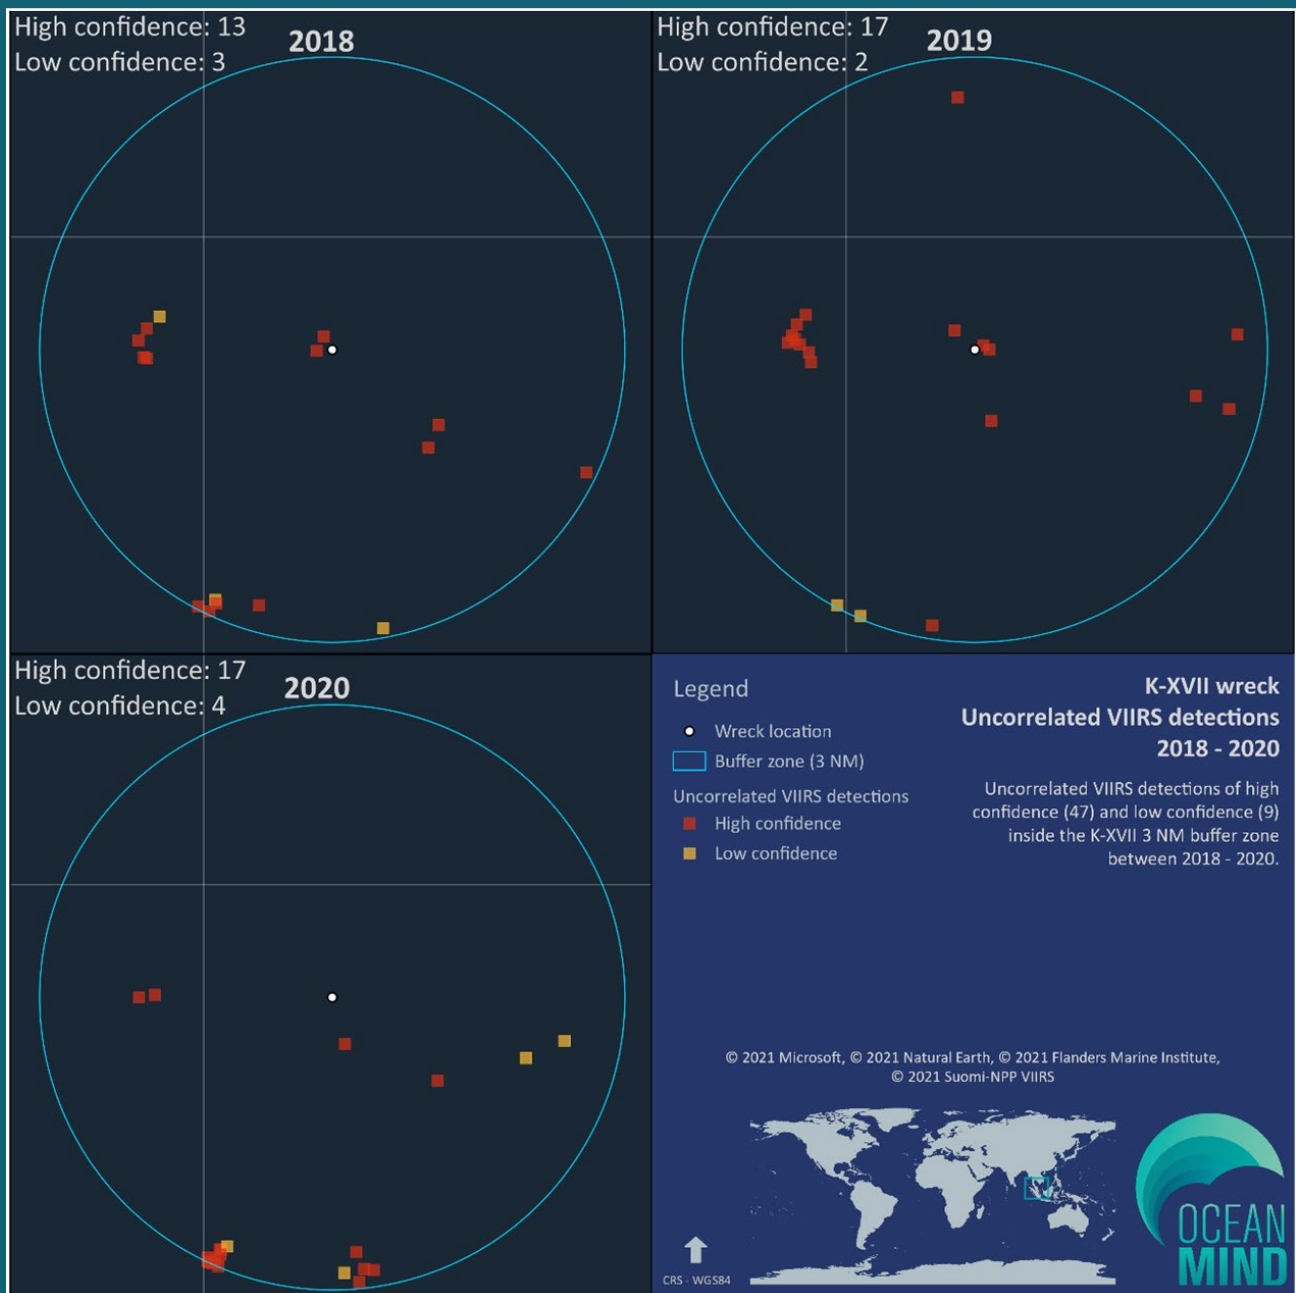 High confidence: 13
Low confidence: 3
2018
High confidence: 17
Low confidence: 2
2019
High confidence: 17
Low confidence: 4
2020
Legend
Wreck location
Buffer zone (3 NM)
Uncorrelated VIIRS detections
High confidence
Low confidence
K-XVII wreck
Uncorrelated VIIRS detections
2018 - 2020
Uncorrelated VIIRS detections of high
confidence (47) and low confidence (9)
inside the K-XVII 3 NM buffer zone
between 2018 - 2020.
© 2021 Microsoft, © 2021 Natural Earth, © 2021 Flanders Marine Institute,
© 2021 Suomi-NPP VIIRS
CRS - WGS84
OCEAN
MIND